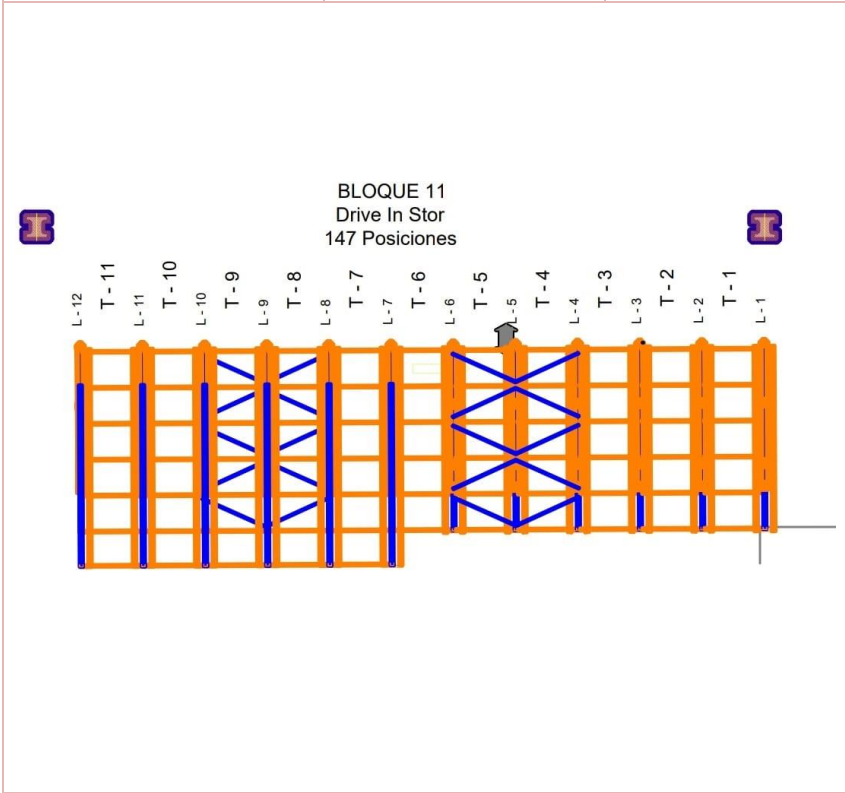 BLOQUE 11
Drive In Stor
147 Posiciones
L-12
T-11
L-11
T-10
L-10
T-9
L-9
T-8
L-8
T-7
L-7
T-6
L-6
T-5
L-5
T-4
L-4
T-3
L-3
T-2
L-2
T-1
L-1